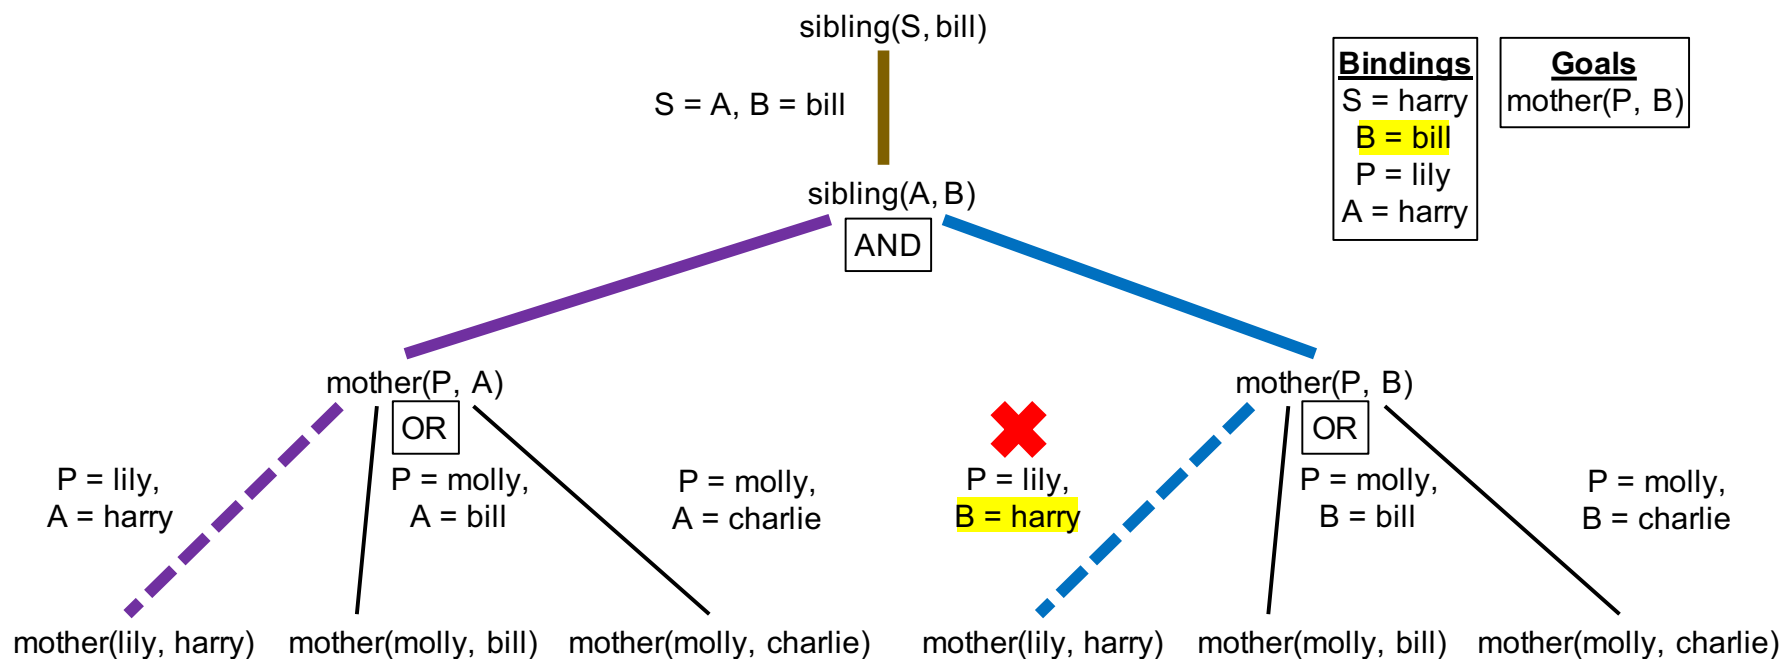 sibling(S, bill)
S = A, B = bill
Bindings
S = harry
B = bill
P = lily
A = harry
Goals
mother(P, B)
sibling(A, B)
AND
mother(P, A)
OR
P = lily,
A = harry
P = molly,
A = bill
P = molly,
A = charlie
mother(lily, harry)
mother(molly, bill)
mother(molly, charlie)
mother(P, B)
OR
P = lily,
B = harry
P = molly,
B = bill
P = molly,
B = charlie
mother(lily, harry)
mother(molly, bill)
mother(molly, charlie)